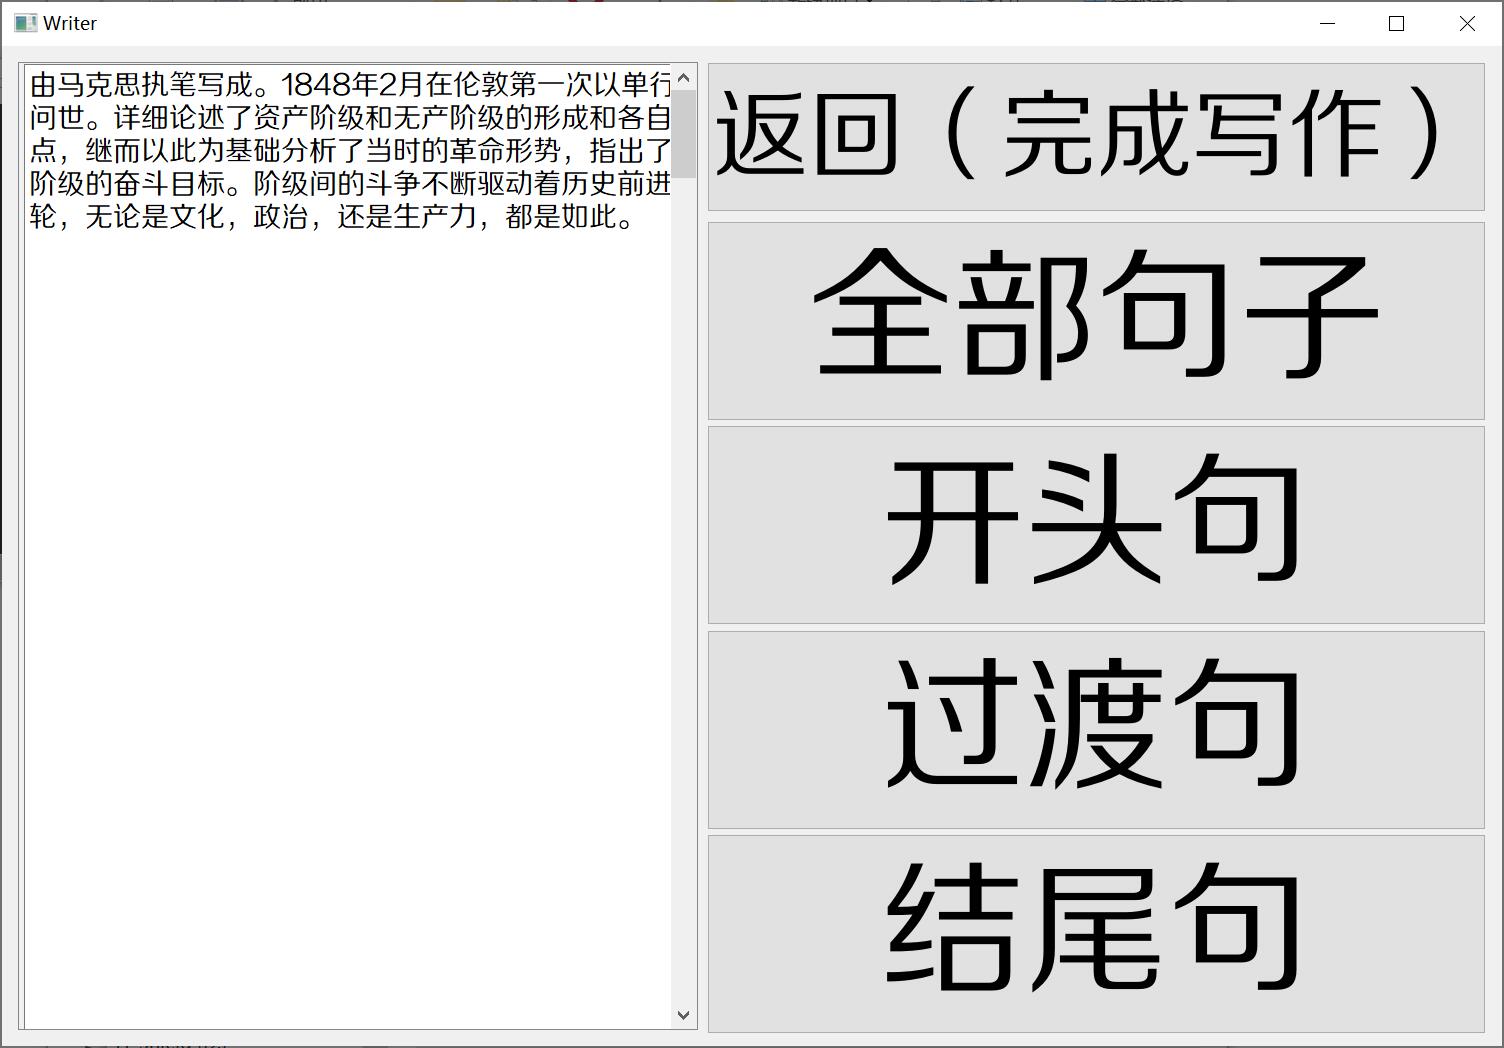 Writer
由马克思执笔写成。1848年2月在伦敦第一次以单行
问世。详细论述了资产阶级和无产阶级的形成和各自
点，继而以此为基础分析了当时的革命形势，指出了
阶级的奋斗目标。阶级间的斗争不断驱动着历史前进
轮，无论是文化，政治，还是生产力，都是如此。
返回（完成写作）
全部句子
开头句
过渡句
结尾句